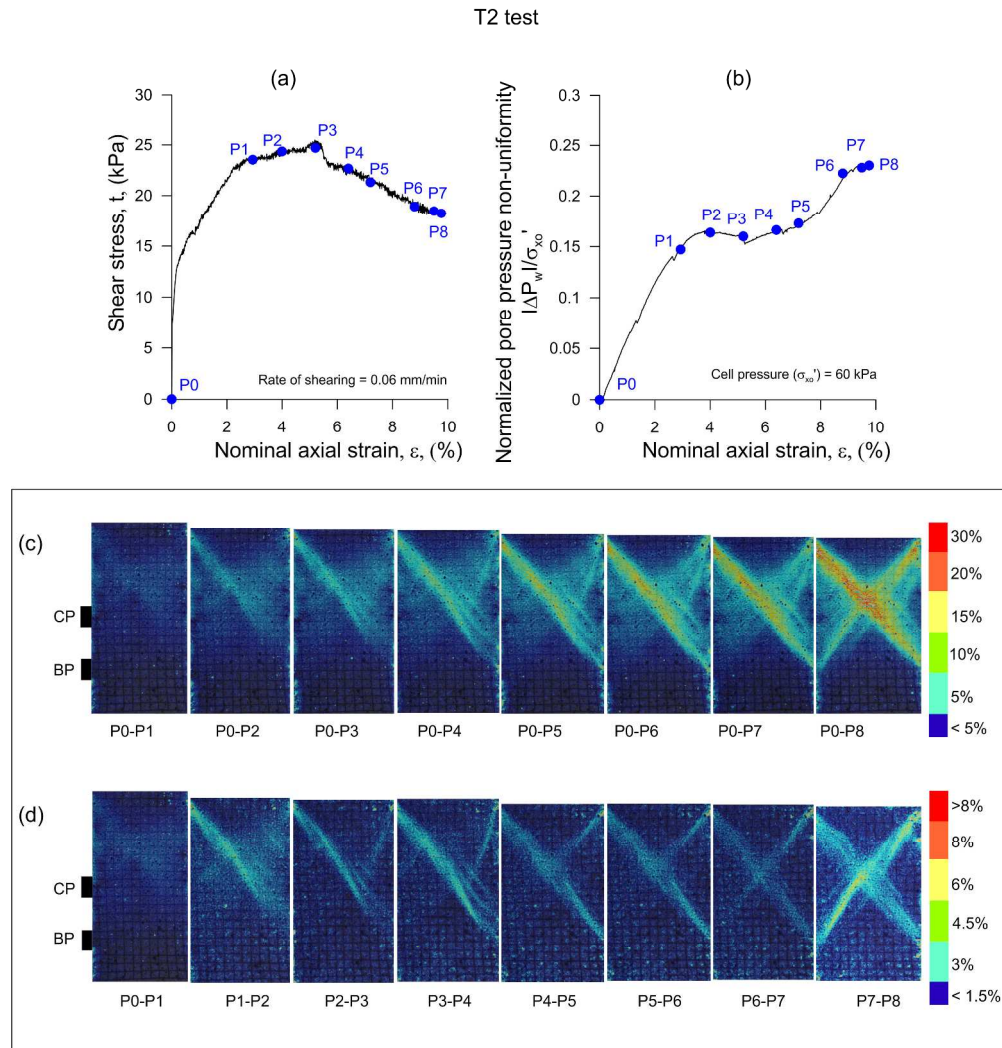 T2 test
(a)
30
25
20
15
10
5
0
0 2 4 6 8 10
Shear stress, t, (kPa)
Nominal axial strain, ε, (%)
P0
P1
P2
P3
P4
P5
P6
P7
P8
Rate of shearing = 0.06 mm/min
(b)
0.3
0.25
0.2
0.15
0.1
0.05
0
0 2 4 6 8 10
Normalized pore pressure non-uniformity
|ΔPw|/σxo'
Nominal axial strain, ε, (%)
P0
P1
P2
P3
P4
P5
P6
P7
P8
Cell pressure (σxo') = 60 kPa
(c)
CP
BP
P0-P1 P0-P2 P0-P3 P0-P4 P0-P5 P0-P6 P0-P7 P0-P8
30%
20%
15%
10%
5%
< 5%
(d)
CP
BP
P0-P1 P1-P2 P2-P3 P3-P4 P4-P5 P5-P6 P6-P7 P7-P8
>8%
8%
6%
4.5%
3%
< 1.5%